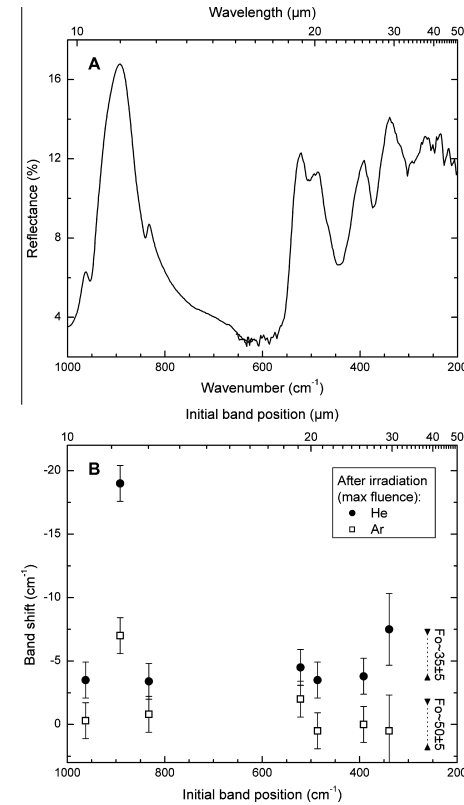 Wavelength (µm)
10 20 30 40 50
A
16
12
8
4
Reflectance (%)
1000 800 600 400 200
Wavenumber (cm-1)
Initial band position (µm)
10 20 30 40 50
B
-20
-15
-10
-5
0
Band shift (cm-1)
After irradiation
(max fluence):
He
Ar
Fo~35±5
Fo~50±5
1000 800 600 400 200
Initial band position (cm-1)